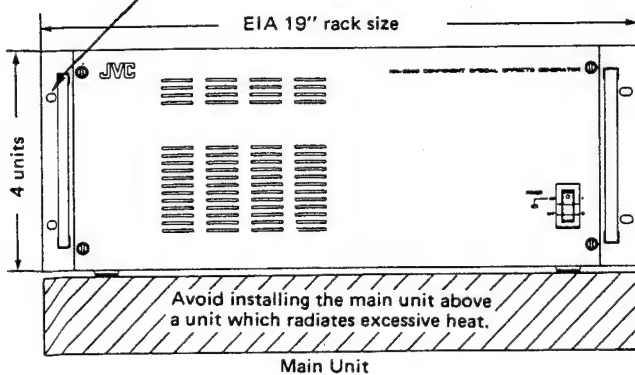 EIA 19" rack size
JVC
COMPONENT SPECIAL EFFECTS GENERATOR
4 units
POWER
Avoid installing the main unit above
a unit which radiates excessive heat.
Main Unit